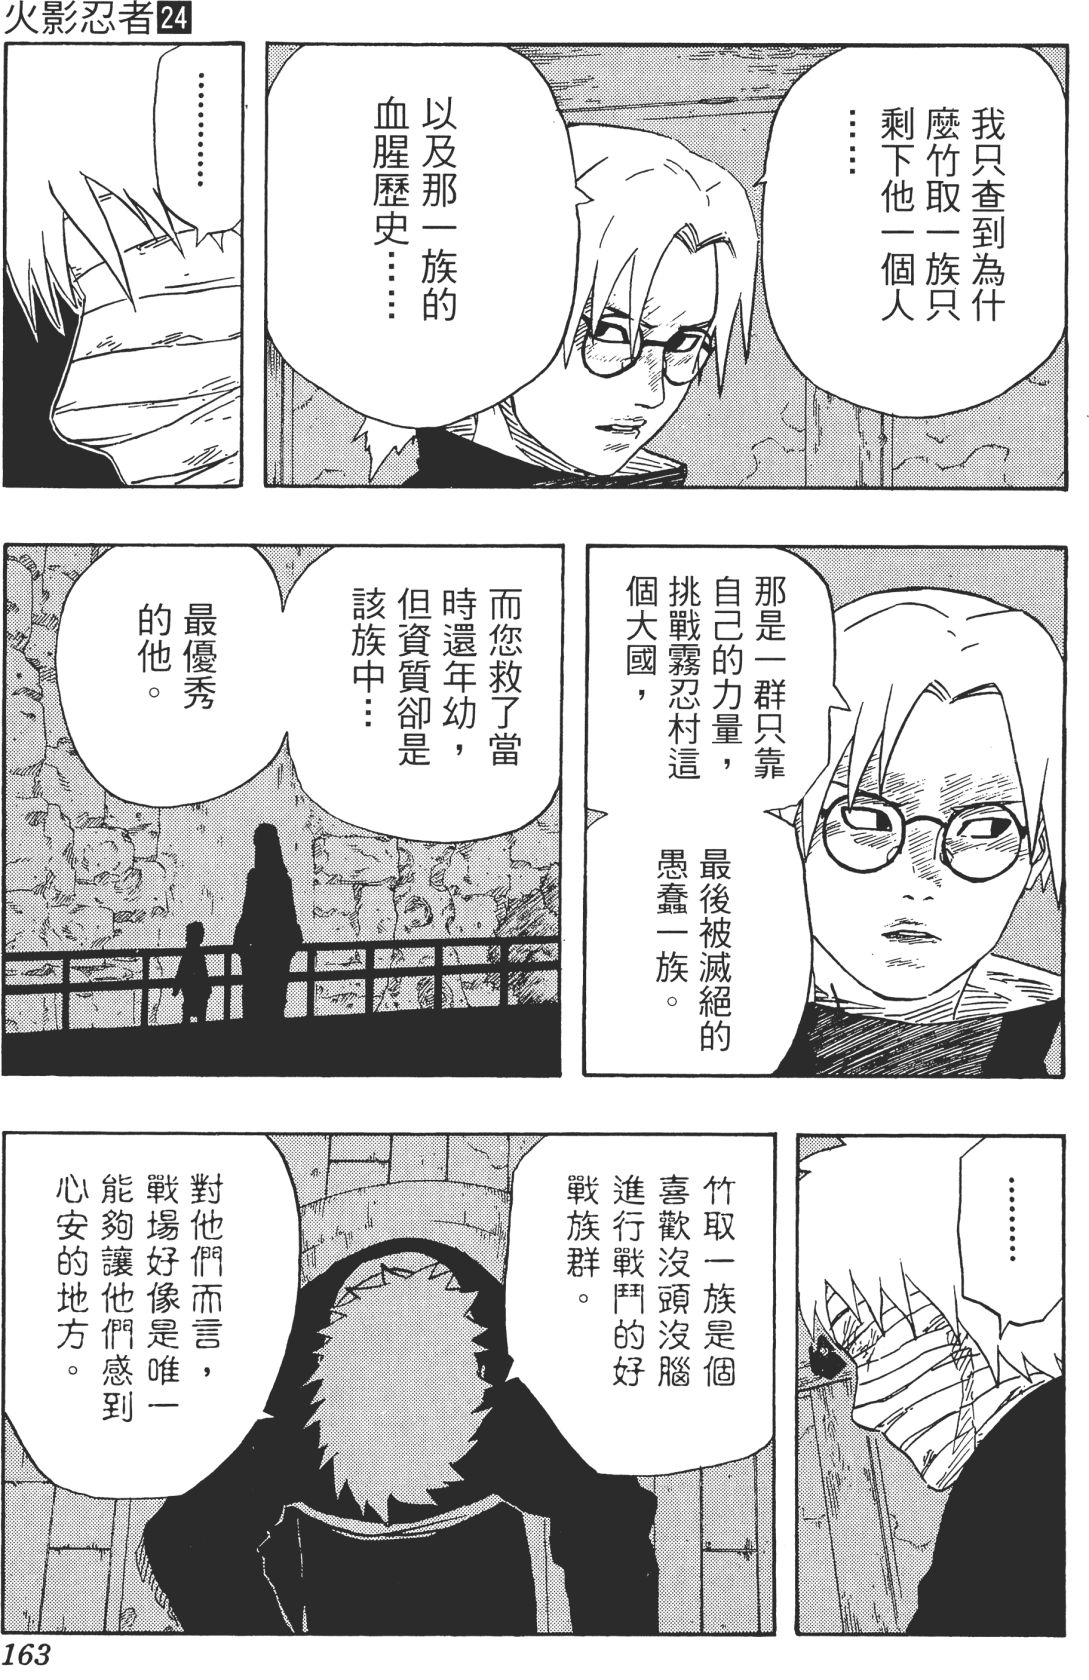 火影忍者24
我只查到為什
麼竹取一族只
剩下他一個人
……
以及那一族的
血腥歷史……
………
那是一群只靠
自己的力量，
挑戰霧忍村這
個大國，
最後被滅絕的
愚蠢一族。
而您救了當
時還年幼，
但資質卻是
該族中…
最優秀
的他。
………
竹取一族是個
喜歡沒頭沒腦
進行戰鬥的好
戰族群。
對他們而言，
戰場好像是唯一
能夠讓他們感到
心安的地方。
163